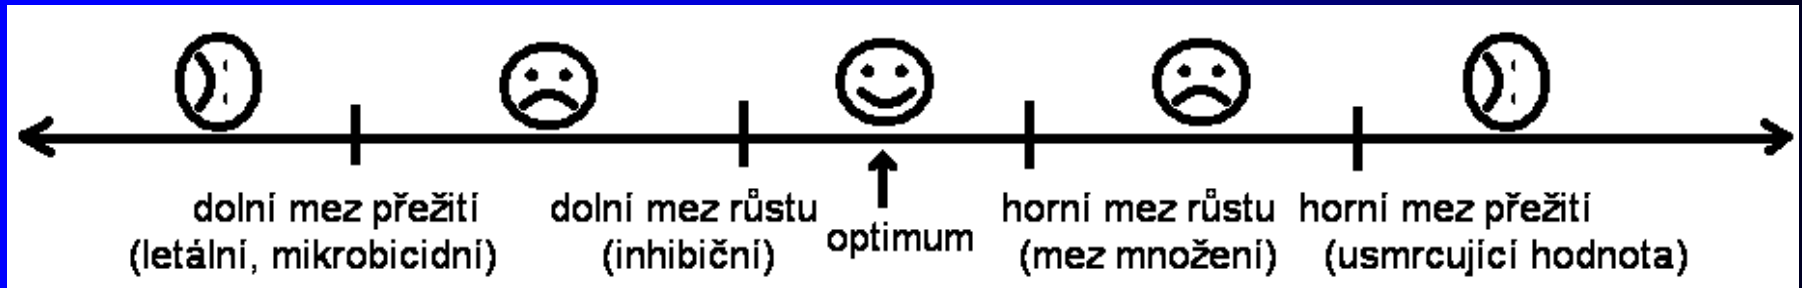 dolní mez přežití
(letální, mikrobicidní)
dolní mez růstu
(inhibiční)
optimum
horní mez růstu
(mez množení)
horní mez přežití
(usmrcující hodnota)